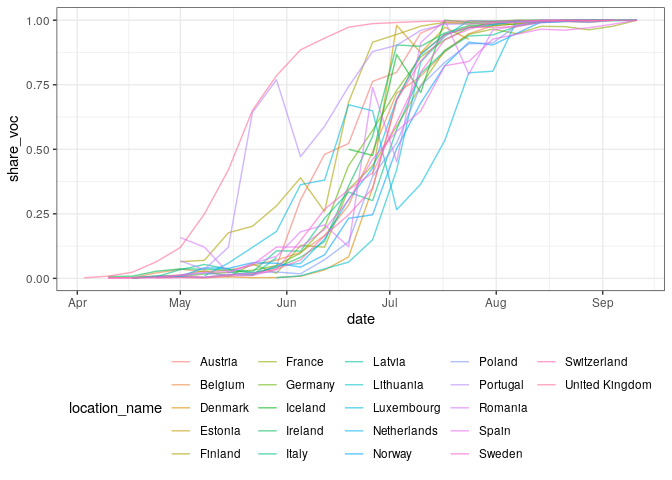 1.00
0.75
0.50
0.25
0.00
share_voc
Apr May Jun Jul Aug Sep
date
location_name
Austria France Latvia Poland Switzerland
Belgium Germany Lithuania Portugal United Kingdom
Denmark Iceland Luxembourg Romania
Estonia Ireland Netherlands Spain
Finland Italy Norway Sweden